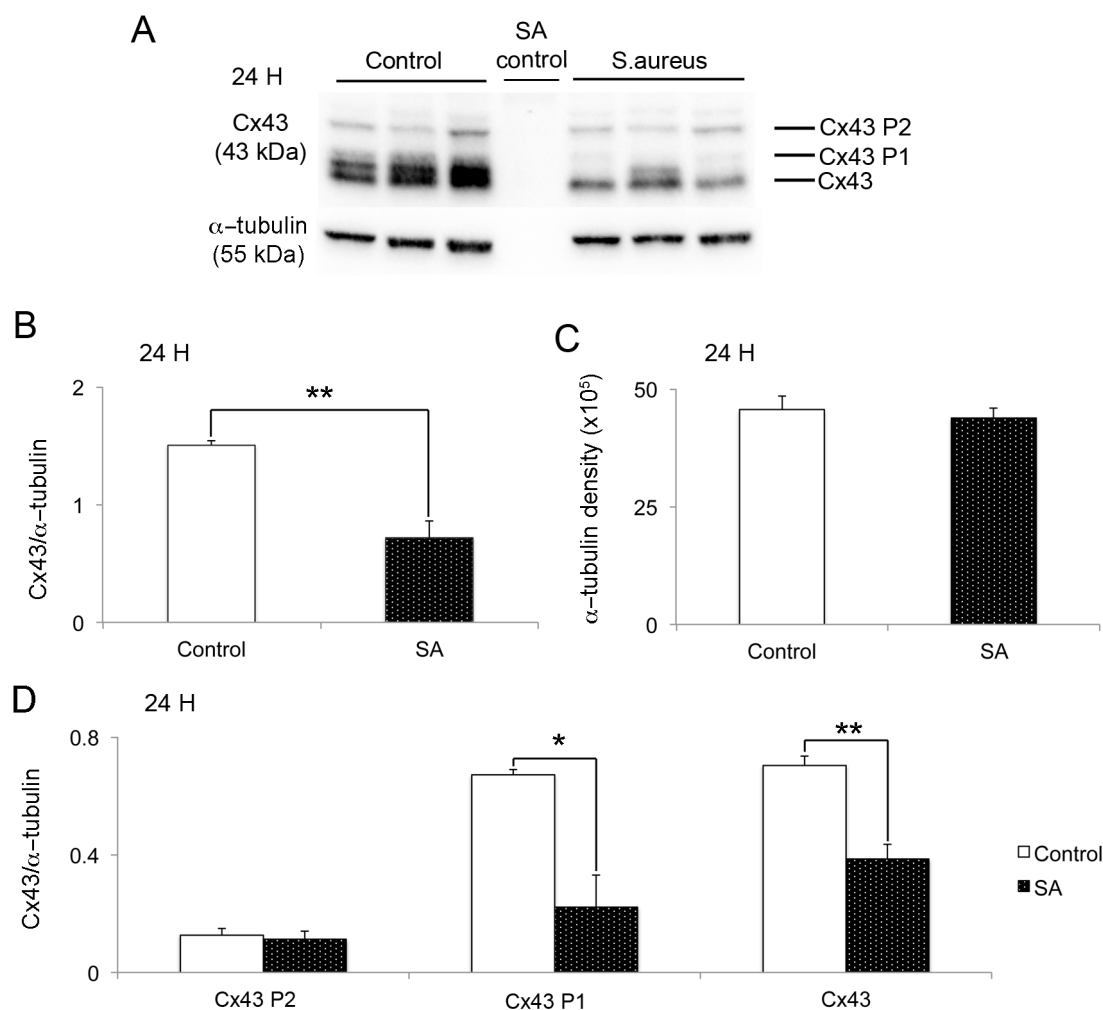 A
SA
control
Control
S.aureus
24 H
Cx43
(43 kDa)
Cx43 P2
Cx43 P1
Cx43
α−tubulin
(55 kDa)
B
24 H
**
2
1
0
Cx43/α−tubulin
Control
SA
C
24 H
50
25
0
α−tubulin density (x10⁵)
Control
SA
D
24 H
*
**
0.8
0.4
0
Cx43/α−tubulin
Cx43 P2
Cx43 P1
Cx43
Control
SA